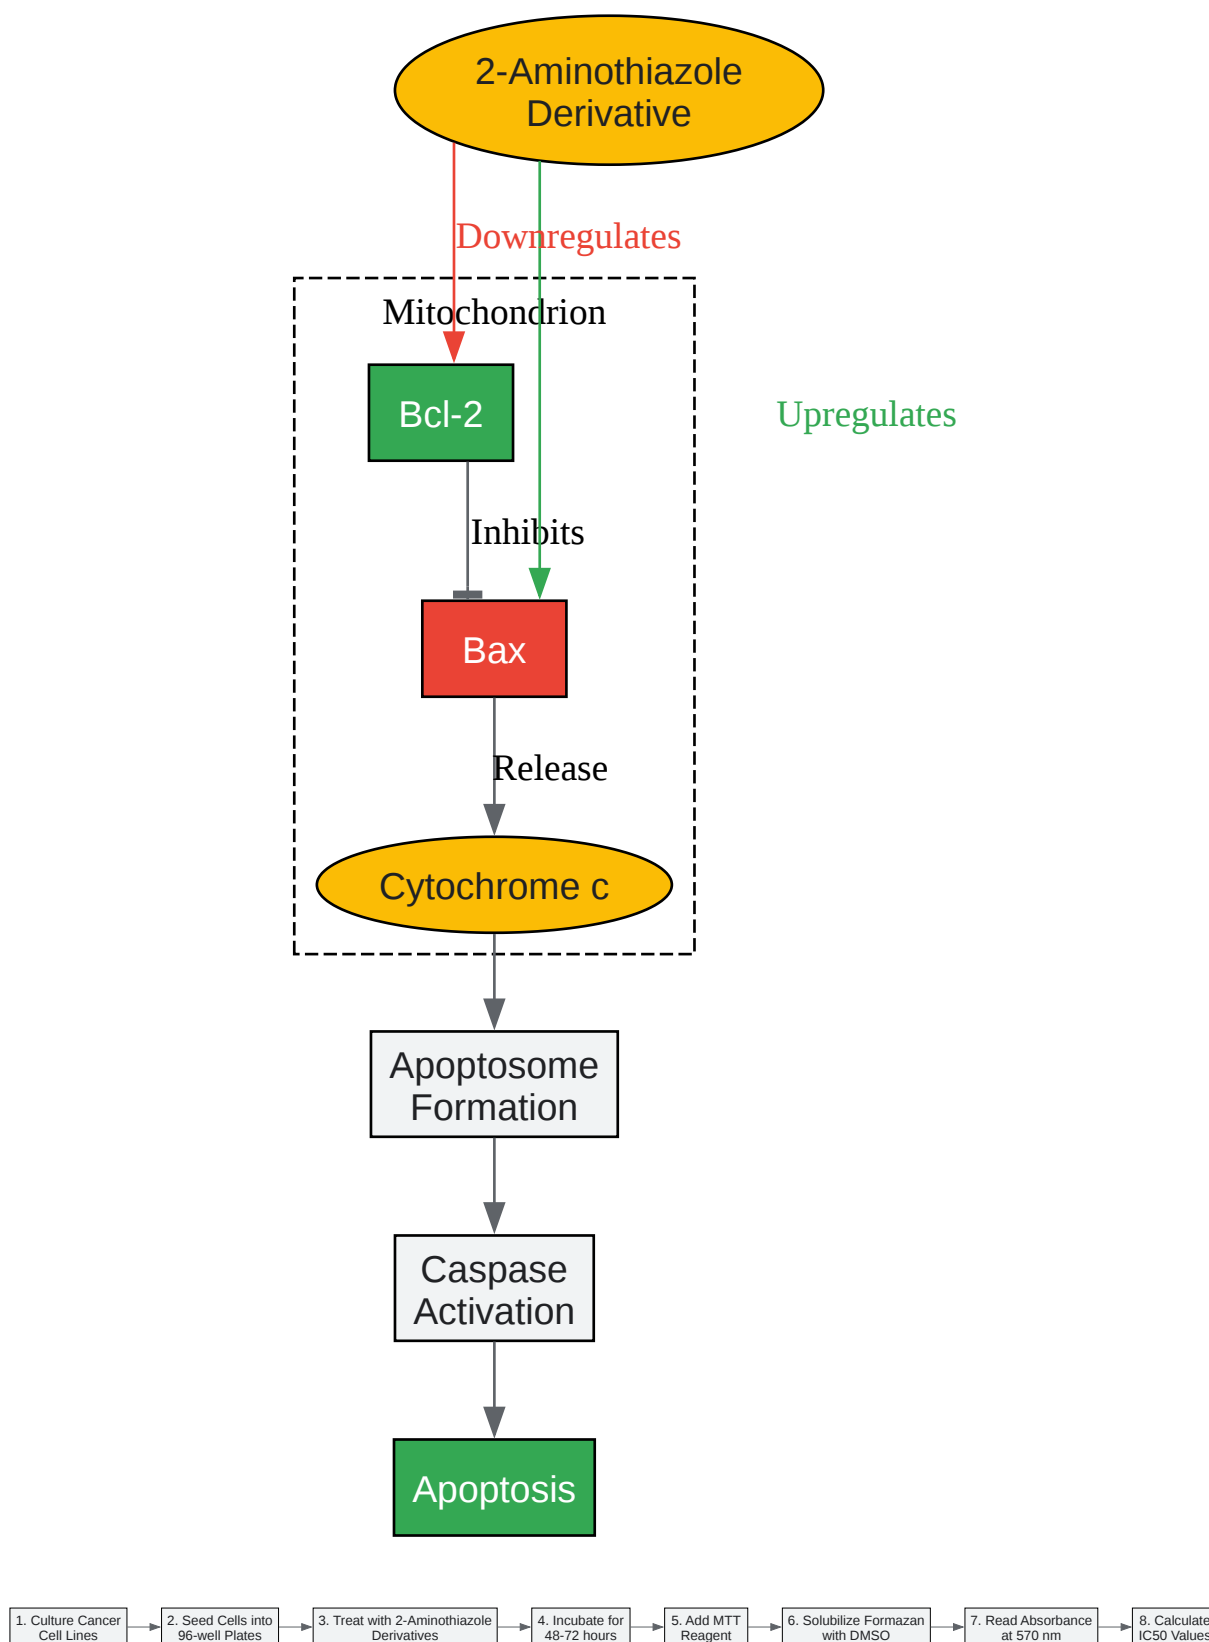 2-Aminothiazole
Derivative
Downregulates
Mitochondrion
Bcl-2
Upregulates
Inhibits
Bax
Release
Cytochrome c
Apoptosome
Formation
Caspase
Activation
Apoptosis
1. Culture Cancer
Cell Lines
2. Seed Cells into
96-well Plates
3. Treat with 2-Aminothiazole
Derivatives
4. Incubate for
48-72 hours
5. Add MTT
Reagent
6. Solubilize Formazan
with DMSO
7. Read Absorbance
at 570 nm
8. Calculate
IC50 Values